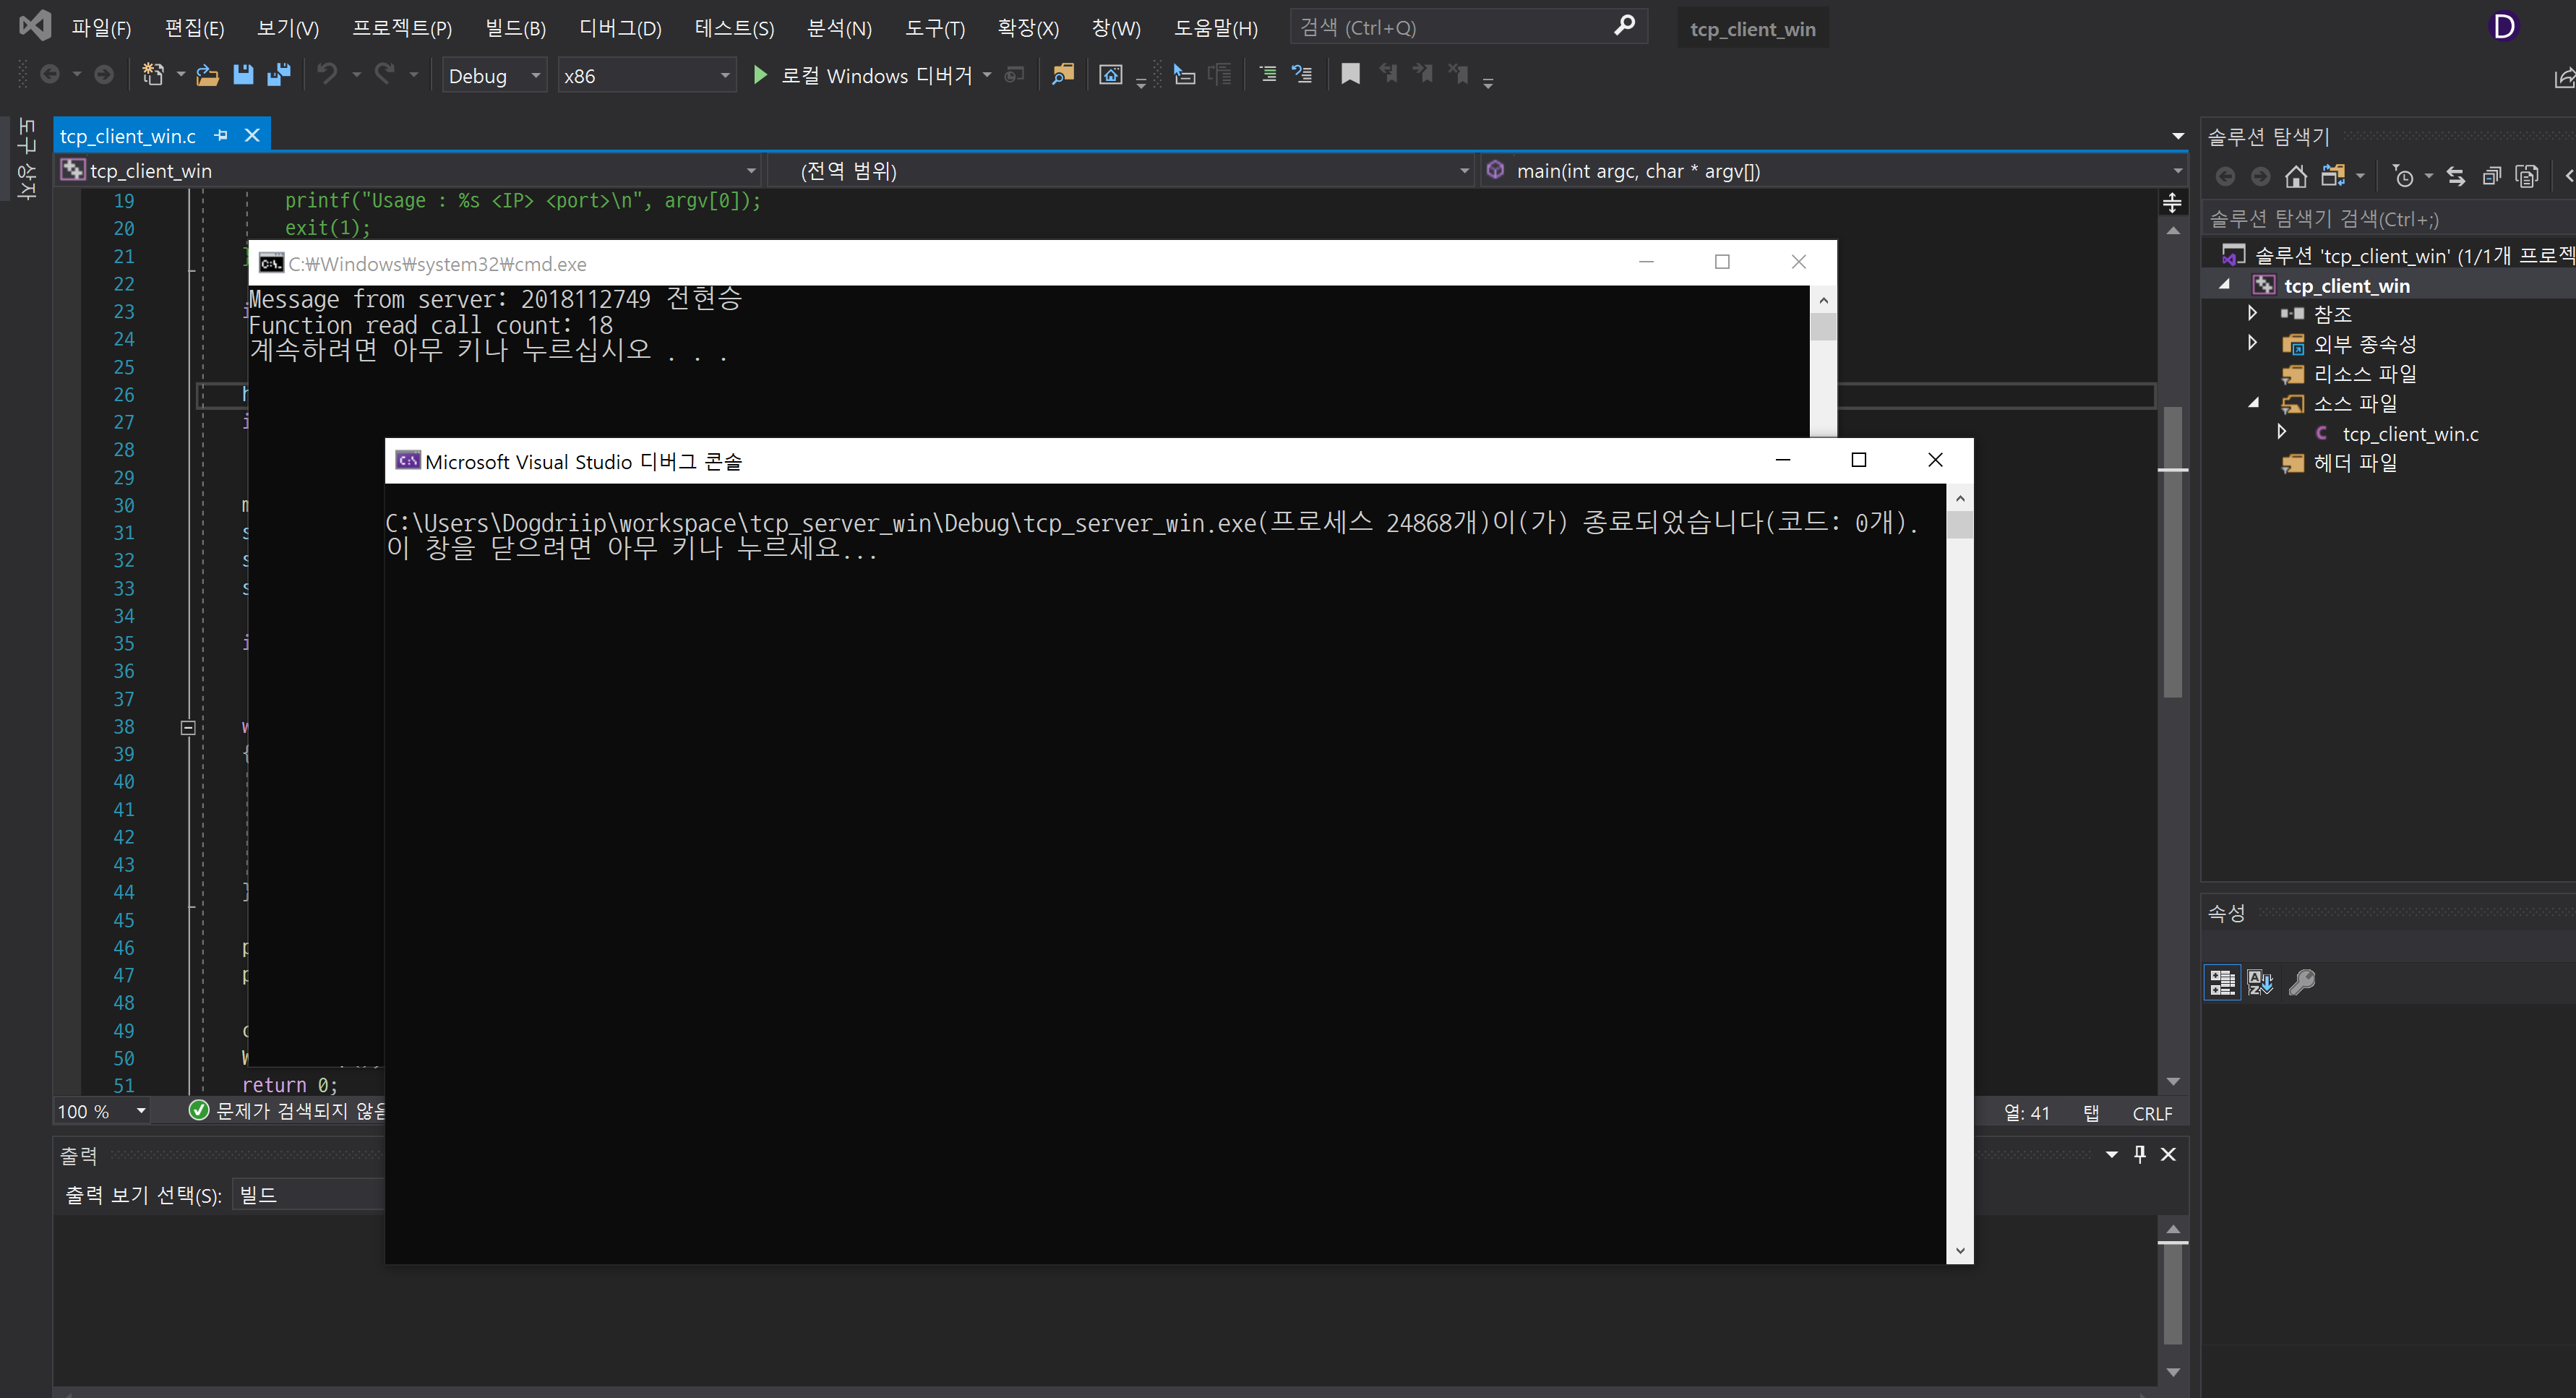 파일(F) 편집(E) 보기(V) 프로젝트(P) 빌드(B) 디버그(D) 테스트(S) 분석(N) 도구(T) 확장(X) 창(W) 도움말(H) 검색 (Ctrl+Q) tcp_client_win D
Debug x86 로컬 Windows 디버거
도구 상자
tcp_client_win.c
tcp_client_win (전역 범위) main(int argc, char * argv[])
19 printf("Usage : %s <IP> <port>\n", argv[0]);
20 exit(1);
21
22
23
24
25
26
27
28
29
30
31
32
33
34
35
36
37
38
39 {
40
41
42
43
44 }
45
46
47
48
49
50
51 return 0;
C:₩Windows₩system32₩cmd.exe
Message from server: 2018112749 전현승
Function read call count: 18
계속하려면 아무 키나 누르십시오 . . .
Microsoft Visual Studio 디버그 콘솔
C:\Users\Dogdriip\workspace\tcp_server_win\Debug\tcp_server_win.exe(프로세스 24868개)이(가) 종료되었습니다(코드: 0개).
이 창을 닫으려면 아무 키나 누르세요...
100 % 문제가 검색되지 않음 열: 41 탭 CRLF
출력
출력 보기 선택(S): 빌드
솔루션 탐색기
솔루션 탐색기 검색(Ctrl+;)
솔루션 'tcp_client_win' (1/1개 프로젝
tcp_client_win
참조
외부 종속성
리소스 파일
소스 파일
tcp_client_win.c
헤더 파일
속성